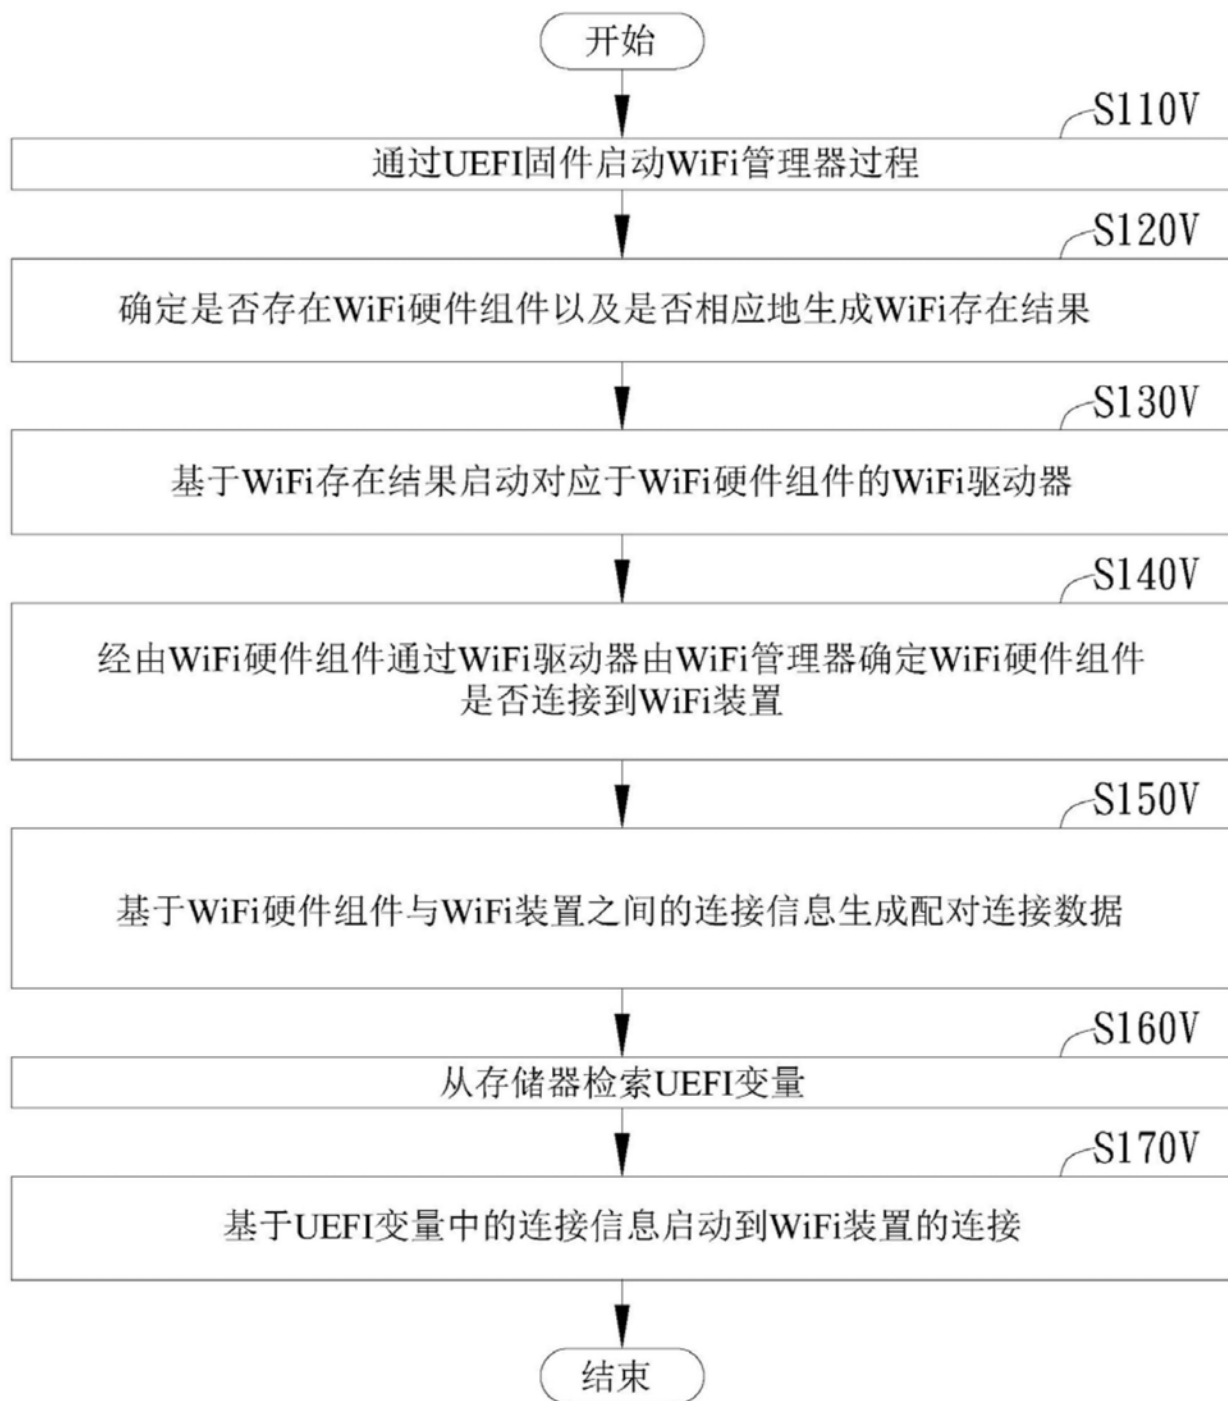 开始
S110V
通过UEFI固件启动WiFi管理器过程
S120V
确定是否存在WiFi硬件组件以及是否相应地生成WiFi存在结果
S130V
基于WiFi存在结果启动对应于WiFi硬件组件的WiFi驱动器
S140V
经由WiFi硬件组件通过WiFi驱动器由WiFi管理器确定WiFi硬件组件
是否连接到WiFi装置
S150V
基于WiFi硬件组件与WiFi装置之间的连接信息生成配对连接数据
S160V
从存储器检索UEFI变量
S170V
基于UEFI变量中的连接信息启动到WiFi装置的连接
结束